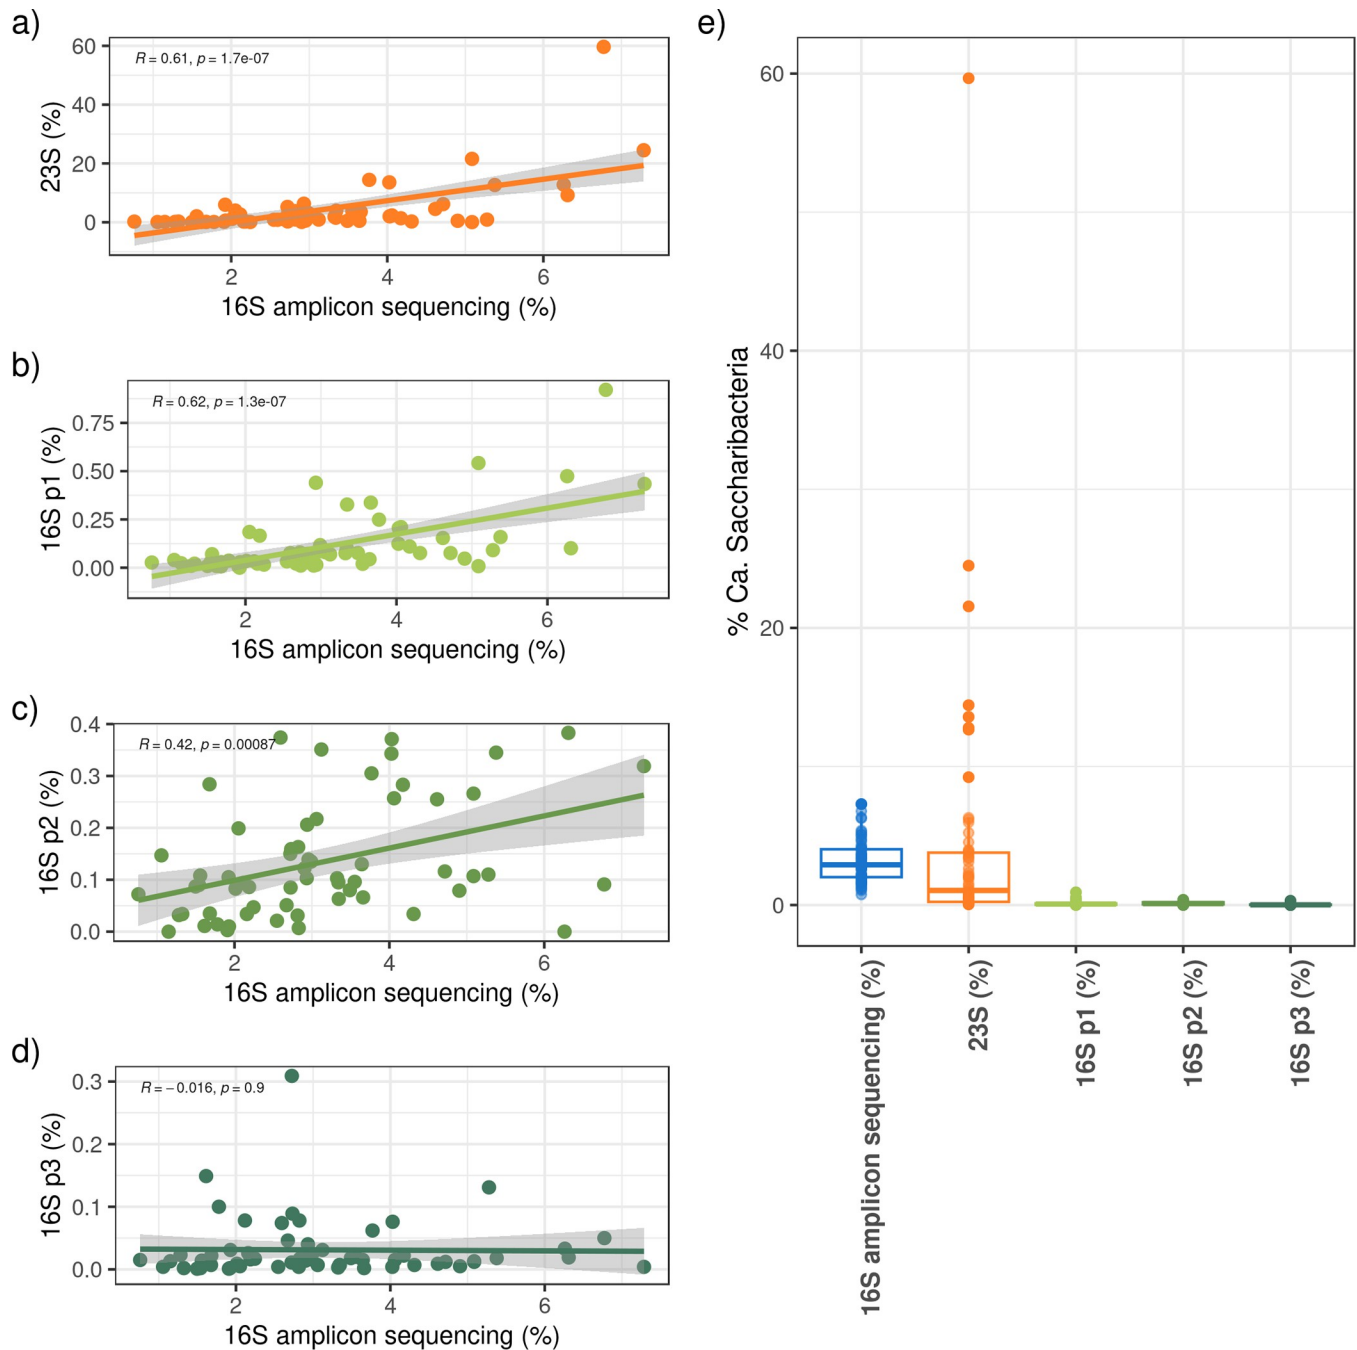 a)
R = 0.61, p = 1.7e-07
23S (%)
60
40
20
0
2 4 6
16S amplicon sequencing (%)
b)
R = 0.62, p = 1.3e-07
16S p1 (%)
0.75
0.50
0.25
0.00
2 4 6
16S amplicon sequencing (%)
c)
R = 0.42, p = 0.00087
16S p2 (%)
0.4
0.3
0.2
0.1
0.0
2 4 6
16S amplicon sequencing (%)
d)
R = −0.016, p = 0.9
16S p3 (%)
0.3
0.2
0.1
0.0
2 4 6
16S amplicon sequencing (%)
e)
% Ca. Saccharibacteria
60
40
20
0
16S amplicon sequencing (%)
23S (%)
16S p1 (%)
16S p2 (%)
16S p3 (%)